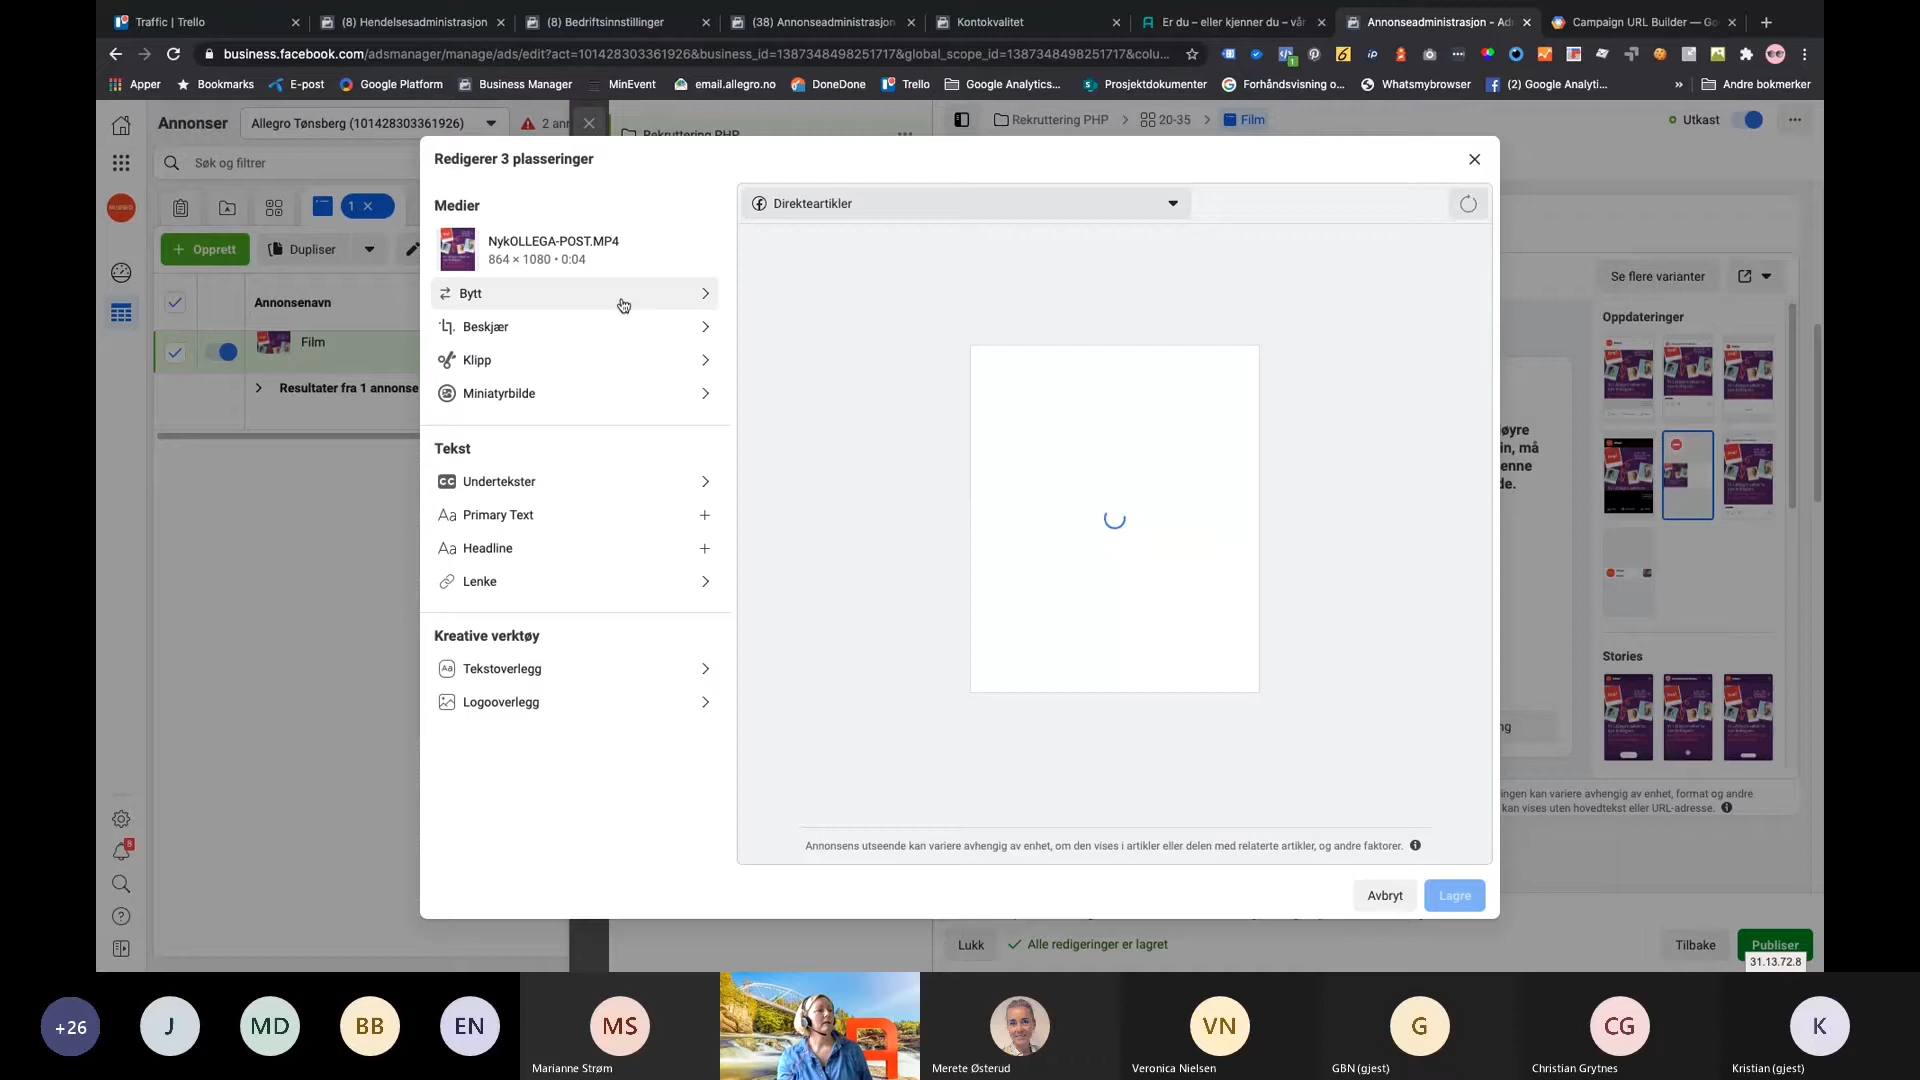 Traffic | Trello
(8) Hendelsesadministrasjon
(8) Bedriftsinnstillinger
(38) Annonseadministrasjon
Kontokvalitet
Er du – eller kjenner du – vår
Annonseadministrasjon - Ad
Campaign URL Builder — Go
business.facebook.com/adsmanager/manage/ads/edit?act=101428303361926&business_id=1387348498251717&global_scope_id=1387348498251717&colu...
Apper
Bookmarks
E-post
Google Platform
Business Manager
MinEvent
email.allegro.no
DoneDone
Trello
Google Analytics...
Prosjektdokumenter
Forhåndsvisning o...
Whatsmybrowser
(2) Google Analyti...
»
Andre bokmerker
Annonser
Allegro Tønsberg (101428303361926)
2 ann
Rekruttering PHP
Rekruttering PHP
20-35
Film
Utkast
Søk og filtrer
1
Opprett
Dupliser
Annonsenavn
Film
Resultater fra 1 annonse
8
Redigerer 3 plasseringer
Medier
NykOLLEGA-POST.MP4
864 × 1080 • 0:04
Bytt
Beskjær
Klipp
Miniatyrbilde
Tekst
CC Undertekster
Aa Primary Text
Aa Headline
Lenke
Kreative verktøy
Aa Tekstoverlegg
Logooverlegg
Direkteartikler
Annonsens utseende kan variere avhengig av enhet, om den vises i artikler eller delen med relaterte artikler, og andre faktorer.
Avbryt
Lagre
Se flere varianter
Oppdateringer
øyre
in, må
enne
de.
Stories
ng
ingen kan variere avhengig av enhet, format og andre
kan vises uten hovedtekst eller URL-adresse.
Lukk
Alle redigeringer er lagret
Tilbake
Publiser
31.13.72.8
+26
J
MD
BB
EN
MS
Marianne Strøm
Merete Østerud
VN
Veronica Nielsen
G
GBN (gjest)
CG
Christian Grytnes
K
Kristian (gjest)